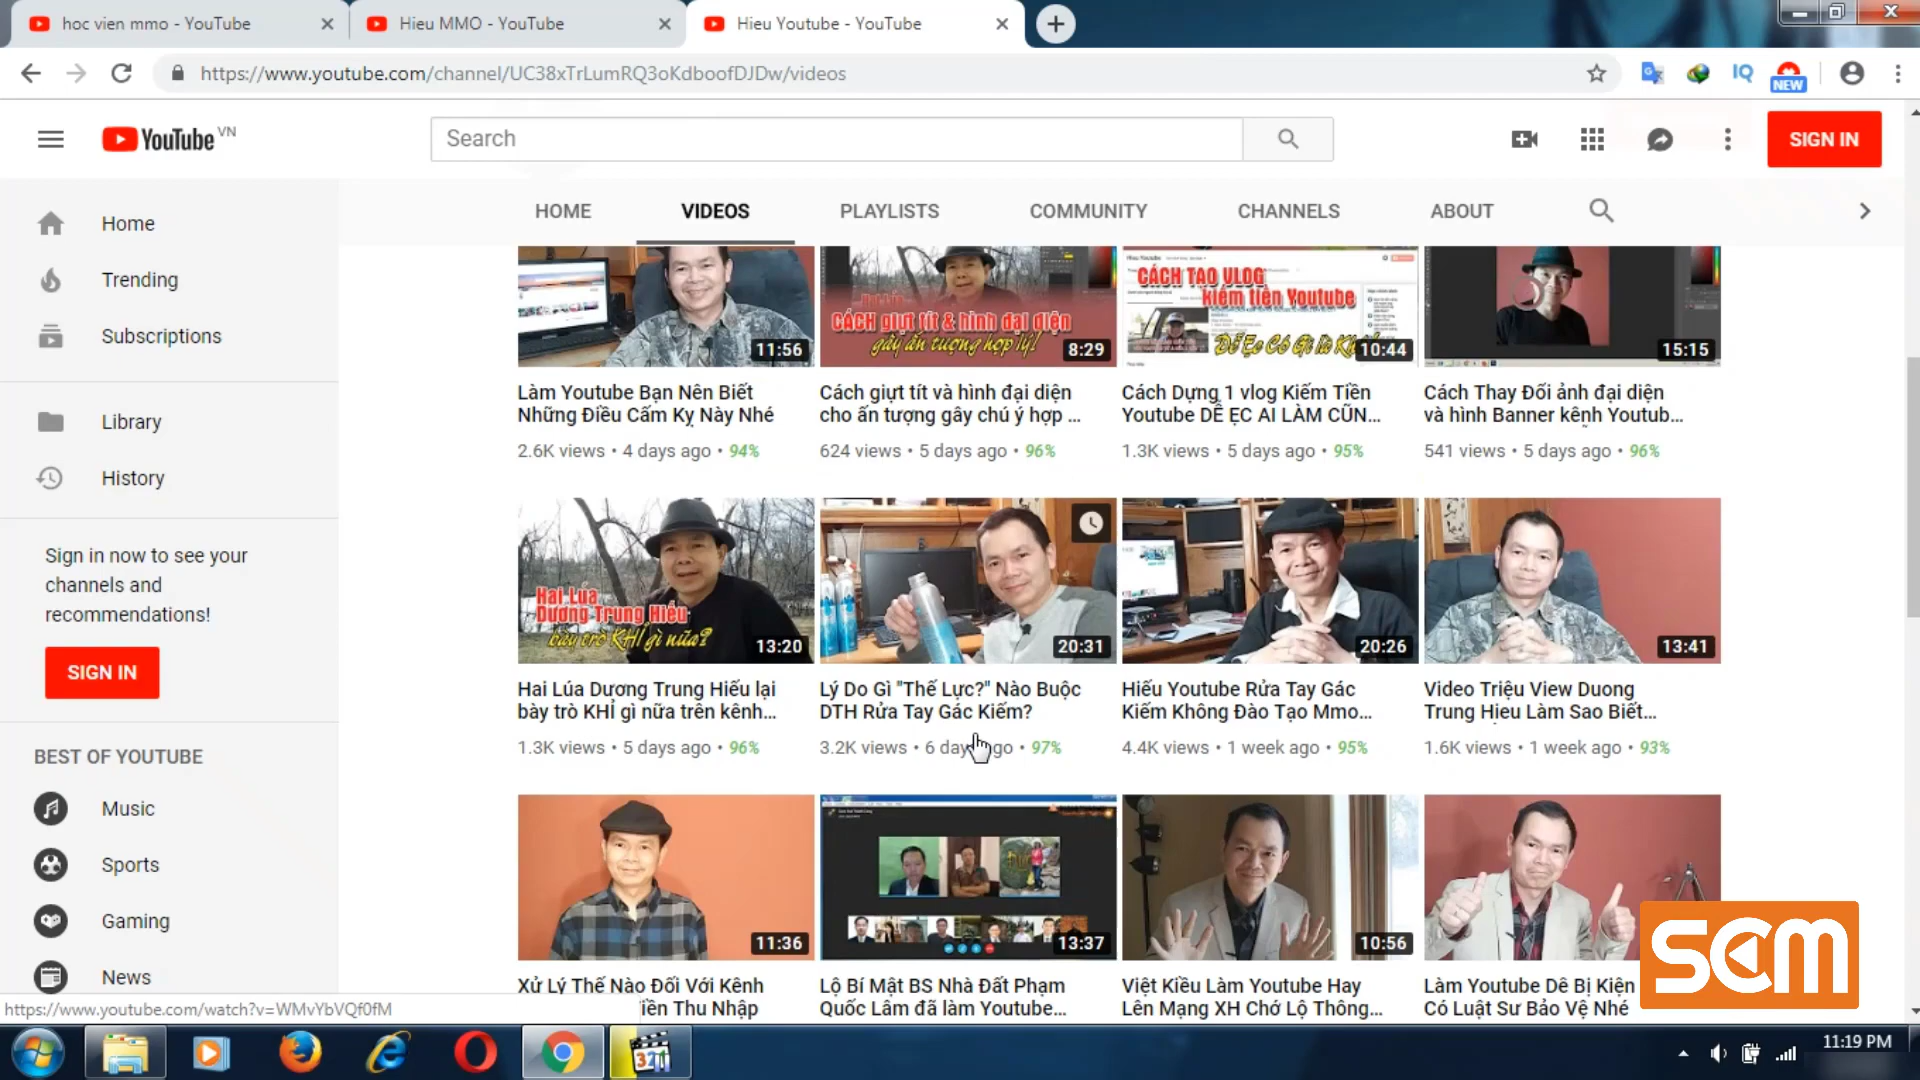 hoc vien mmo - YouTube
Hieu MMO - YouTube
Hieu Youtube - YouTube
https://www.youtube.com/channel/UC38xTrLumRQ3oKdboofDJDw/videos
IQ
NEW
YouTube VN
Search
SIGN IN
HOME VIDEOS PLAYLISTS COMMUNITY CHANNELS ABOUT
Home
Trending
Subscriptions
Library
History
Sign in now to see your
channels and
recommendations!
SIGN IN
BEST OF YOUTUBE
Music
Sports
Gaming
News
11:56
Làm Youtube Bạn Nên Biết
Những Điều Cấm Kỵ Này Nhé
2.6K views • 4 days ago • 94%
CÁCH giựt tít & hình đại diện
gây ấn tượng hợp lý!
8:29
Cách giựt tít và hình đại diện
cho ấn tượng gây chú ý hợp ...
624 views • 5 days ago • 96%
CÁCH TẠO VLOG
kiếm tiền Youtube
10:44
Cách Dựng 1 vlog Kiếm Tiền
Youtube DỄ ẸC AI LÀM CŨN...
1.3K views • 5 days ago • 95%
15:15
Cách Thay Đổi ảnh đại diện
và hình Banner kênh Youtub...
541 views • 5 days ago • 96%
Hai Lúa
Dương Trung Hiếu
bày trò KHỈ gì nữa?
13:20
Hai Lúa Dương Trung Hiếu lại
bày trò KHỈ gì nữa trên kênh...
1.3K views • 5 days ago • 96%
20:31
Lý Do Gì "Thế Lực?" Nào Buộc
DTH Rửa Tay Gác Kiếm?
3.2K views • 6 days ago • 97%
20:26
Hiếu Youtube Rửa Tay Gác
Kiếm Không Đào Tạo Mmo...
4.4K views • 1 week ago • 95%
13:41
Video Triệu View Duong
Trung Hieu Làm Sao Biết...
1.6K views • 1 week ago • 93%
11:36
Xử Lý Thế Nào Đối Với Kênh
iền Thu Nhập
13:37
Lộ Bí Mật BS Nhà Đất Phạm
Quốc Lâm đã làm Youtube...
10:56
Việt Kiều Làm Youtube Hay
Lên Mạng XH Chớ Lộ Thông...
Làm Youtube Dễ Bị Kiện
Có Luật Sư Bảo Vệ Nhé
SCM
https://www.youtube.com/watch?v=WMvYbVQf0fM
321
11:19 PM